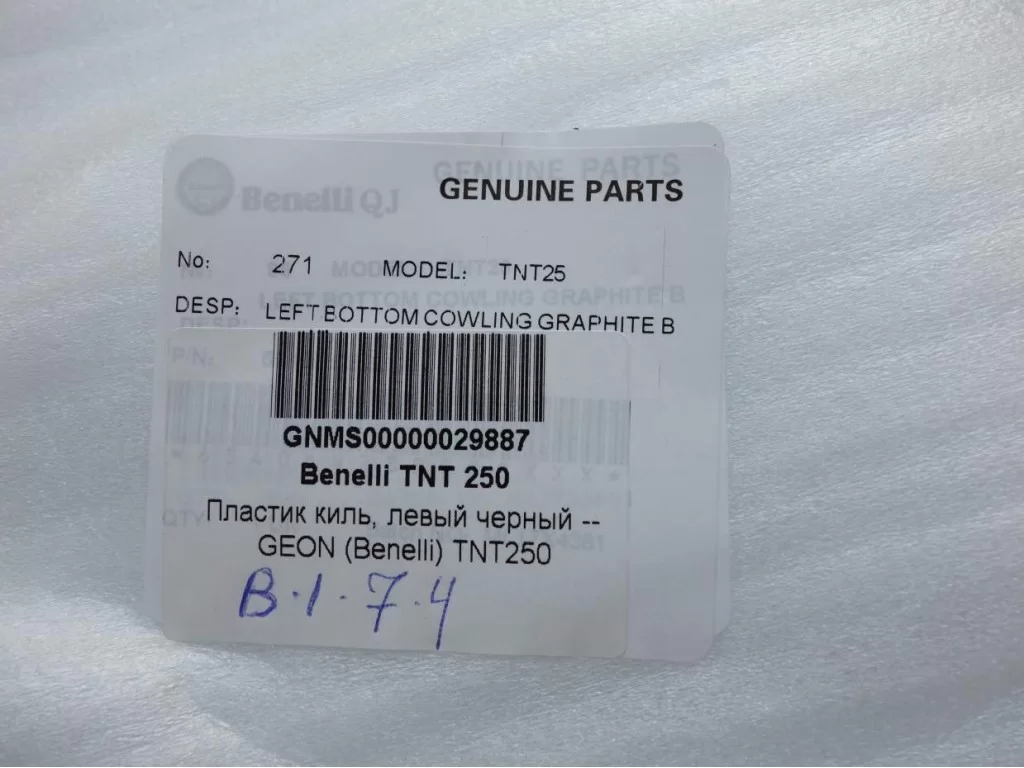 Benelli QJ GENUINE PARTS
No: 271 MODEL: TNT25
DESP: LEFT BOTTOM COWLING GRAPHITE B
P/N:
GNMS00000029887
Benelli TNT 250
Пластик киль, левый черный --
GEON (Benelli) TNT250
QTY
B·1·7·4